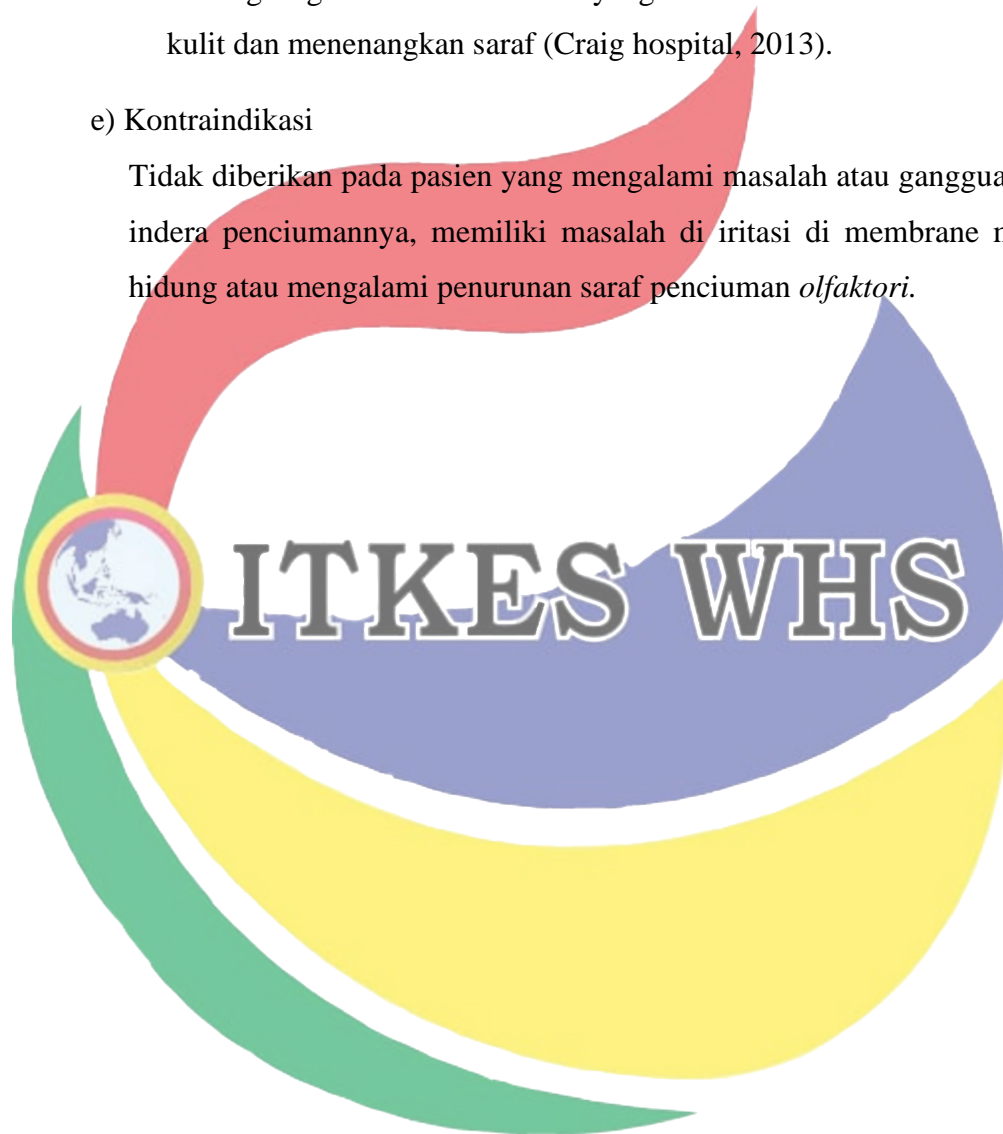 kulit dan menenangkan saraf (Craig hospital, 2013).
e) Kontraindikasi
Tidak diberikan pada pasien yang mengalami masalah atau
indera penciumannya, memiliki masalah di iritasi di membrane
hidung atau mengalami penurunan saraf penciuman olfaktori.
ITKES WHS